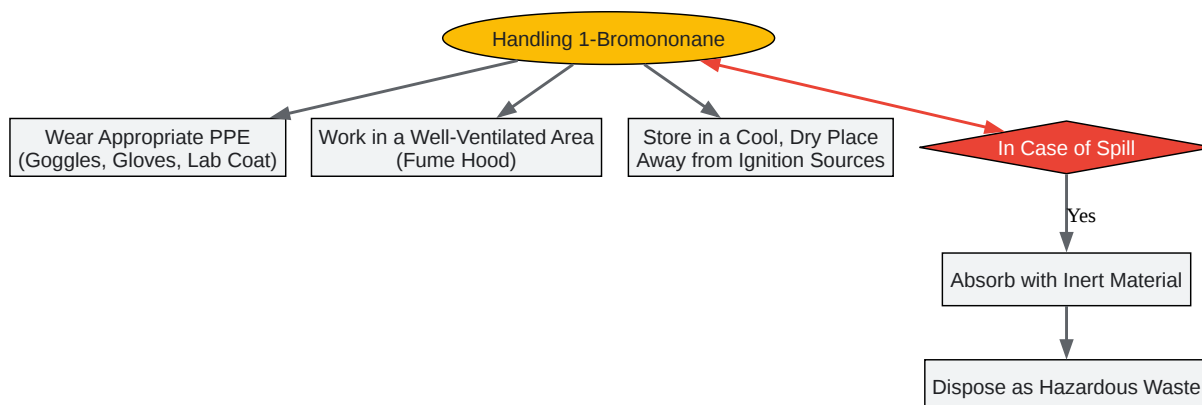 Handling 1-Bromononane
Wear Appropriate PPE
(Goggles, Gloves, Lab Coat)
Work in a Well-Ventilated Area
(Fume Hood)
Store in a Cool, Dry Place
Away from Ignition Sources
In Case of Spill
Yes
Absorb with Inert Material
Dispose as Hazardous Waste